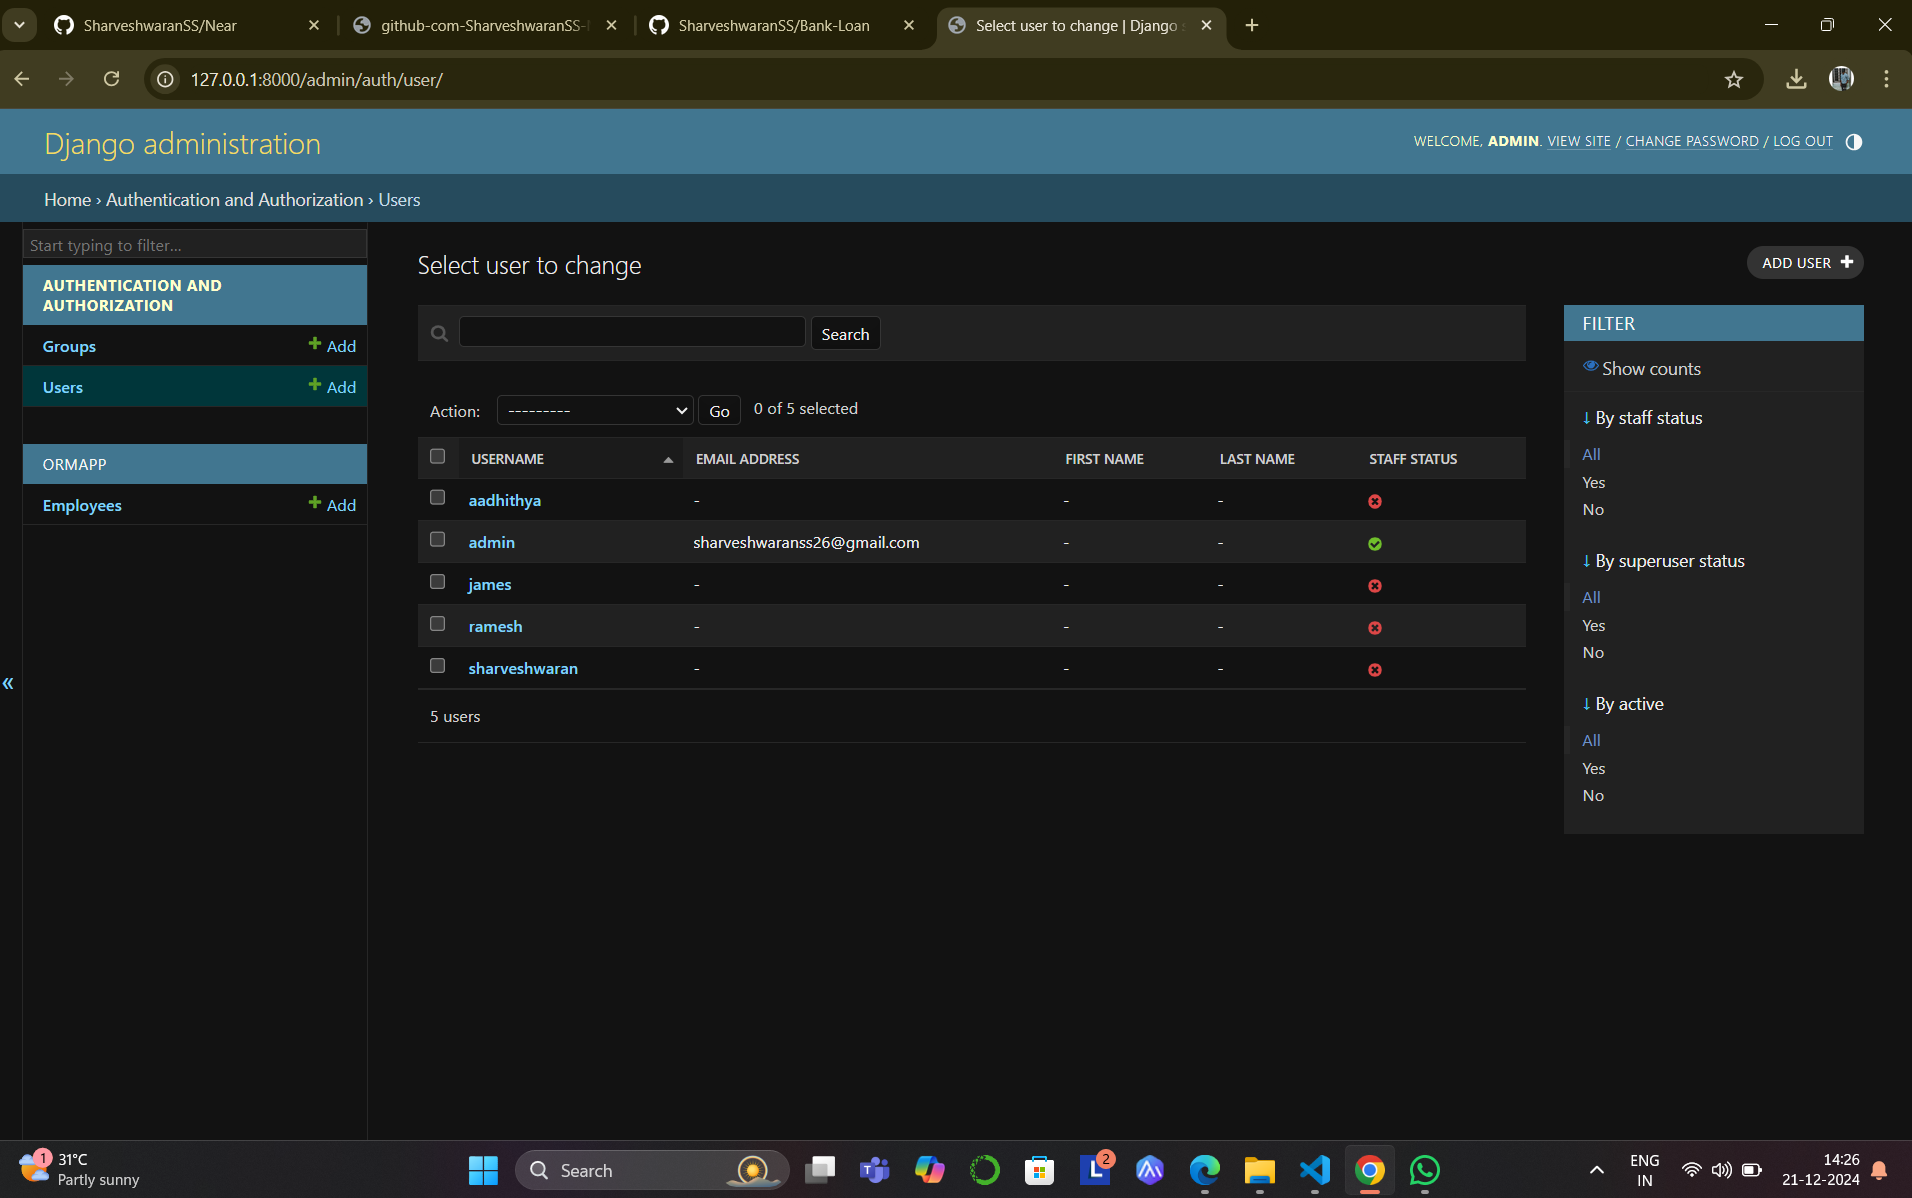 SharveshwaranSS/Near
github-com-SharveshwaranSS-
SharveshwaranSS/Bank-Loan
Select user to change | Django s
127.0.0.1:8000/admin/auth/user/
Django administration
WELCOME, ADMIN. VIEW SITE / CHANGE PASSWORD / LOG OUT
Home › Authentication and Authorization › Users
Start typing to filter...
AUTHENTICATION AND
AUTHORIZATION
Groups + Add
Users + Add
ORMAPP
Employees + Add
«
Select user to change
ADD USER +
Search
Action: --------- Go 0 of 5 selected
USERNAME EMAIL ADDRESS FIRST NAME LAST NAME STAFF STATUS
aadhithya - - -
admin sharveshwaranss26@gmail.com - -
james - - -
ramesh - - -
sharveshwaran - - -
5 users
FILTER
Show counts
↓ By staff status
All
Yes
No
↓ By superuser status
All
Yes
No
↓ By active
All
Yes
No
1
31°C
Partly sunny
Search
T
L
2
ENG
IN
14:26
21-12-2024